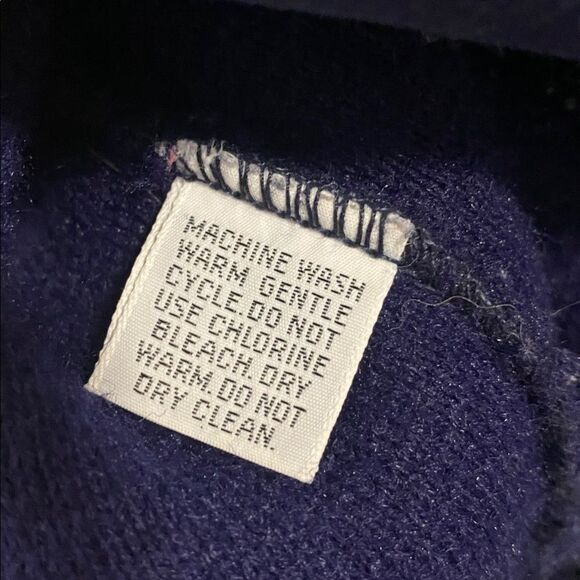 MACHINE WASH
WARM GENTLE
CYCLE. DO NOT
USE CHLORINE
BLEACH. DRY
WARM. DO NOT
DRY CLEAN.